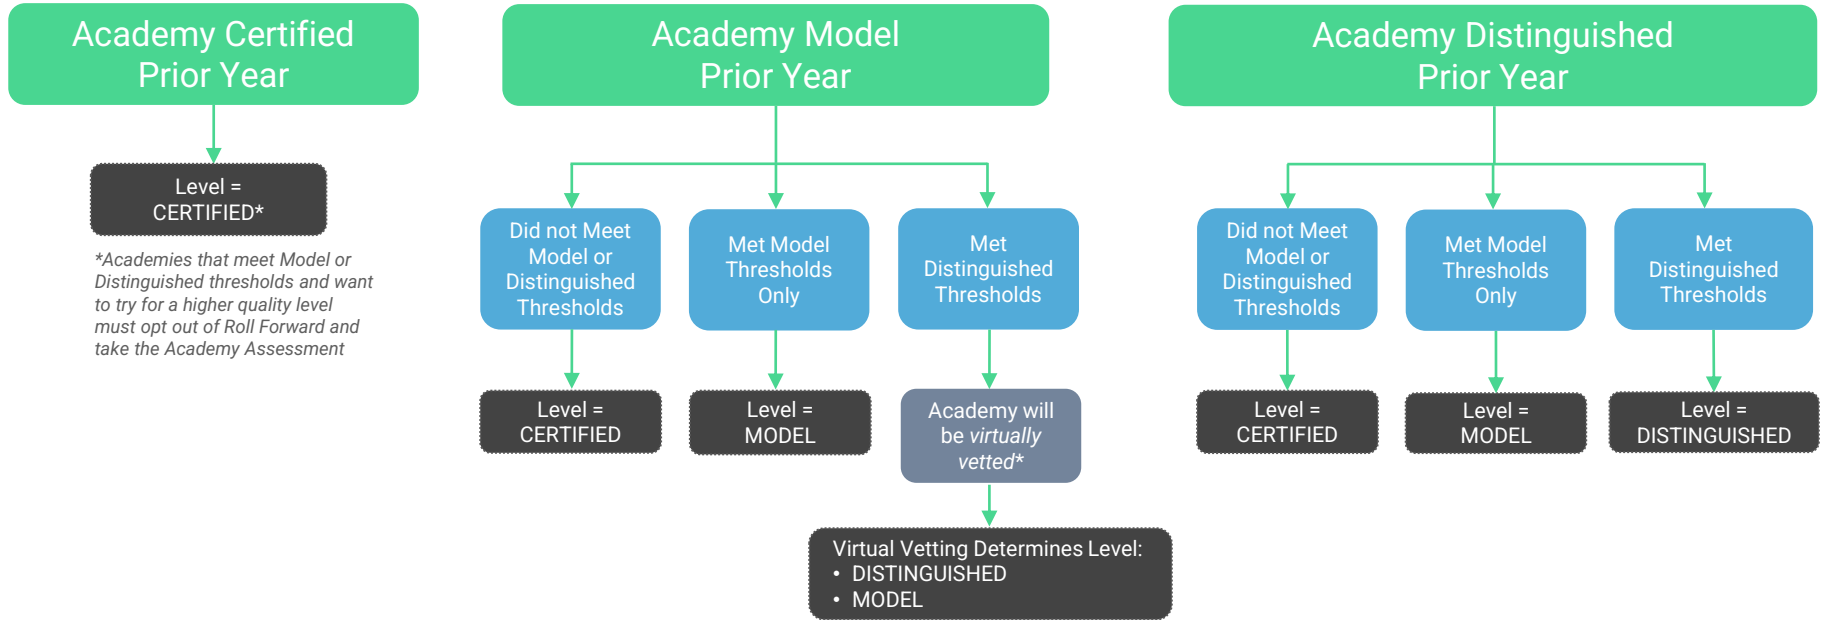 Academy Certified
Prior Year
Level =
CERTIFIED*
*Academies that meet Model or
Distinguished thresholds and want
to try for a higher quality level
must opt out of Roll Forward and
take the Academy Assessment
Academy Model
Prior Year
Did not Meet
Model or
Distinguished
Thresholds
Met Model
Thresholds
Only
Met
Distinguished
Thresholds
Level =
CERTIFIED
Level =
MODEL
Academy will
be virtually
vetted*
Virtual Vetting Determines Level:
• DISTINGUISHED
• MODEL
Academy Distinguished
Prior Year
Did not Meet
Model or
Distinguished
Thresholds
Met Model
Thresholds
Only
Met
Distinguished
Thresholds
Level =
CERTIFIED
Level =
MODEL
Level =
DISTINGUISHED